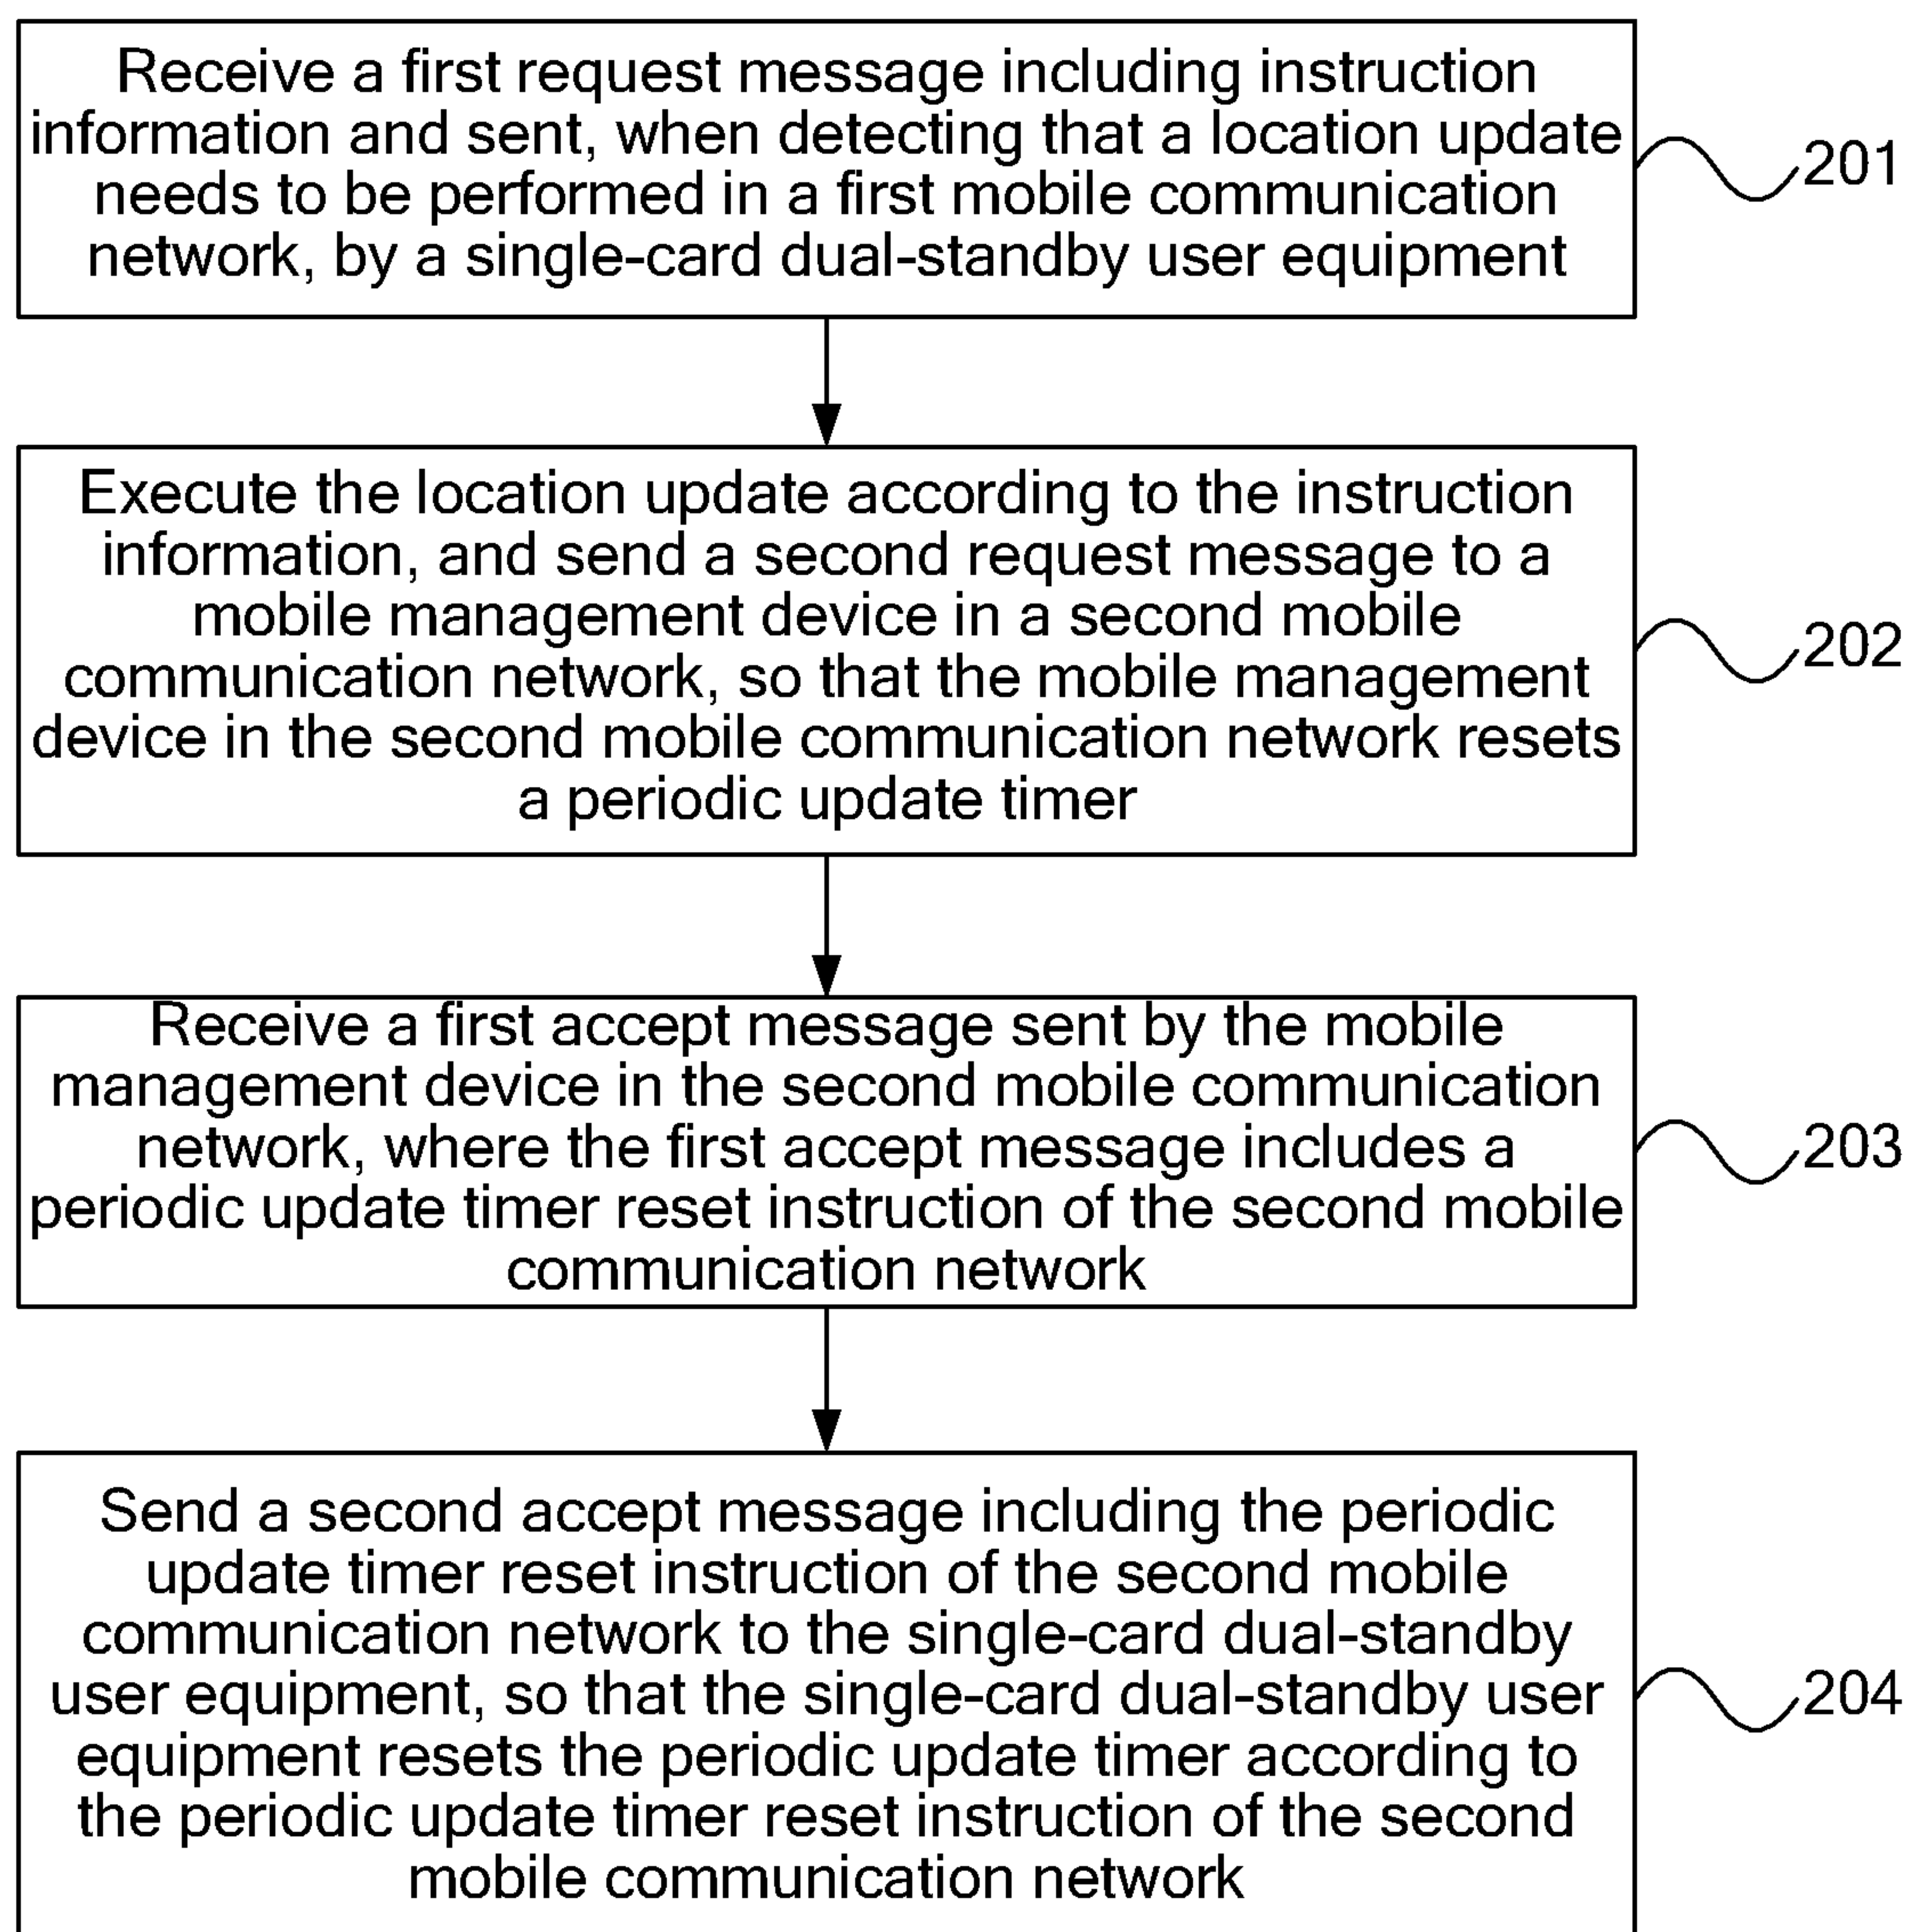 Receive a first request message including instruction
information and sent, when detecting that a location update
needs to be performed in a first mobile communication
network, by a single-card dual-standby user equipment
201
Execute the location update according to the instruction
information, and send a second request message to a
mobile management device in a second mobile
communication network, so that the mobile management
device in the second mobile communication network resets
a periodic update timer
202
Receive a first accept message sent by the mobile
management device in the second mobile communication
network, where the first accept message includes a
periodic update timer reset instruction of the second mobile
communication network
203
Send a second accept message including the periodic
update timer reset instruction of the second mobile
communication network to the single-card dual-standby
user equipment, so that the single-card dual-standby user
equipment resets the periodic update timer according to
the periodic update timer reset instruction of the second
mobile communication network
204